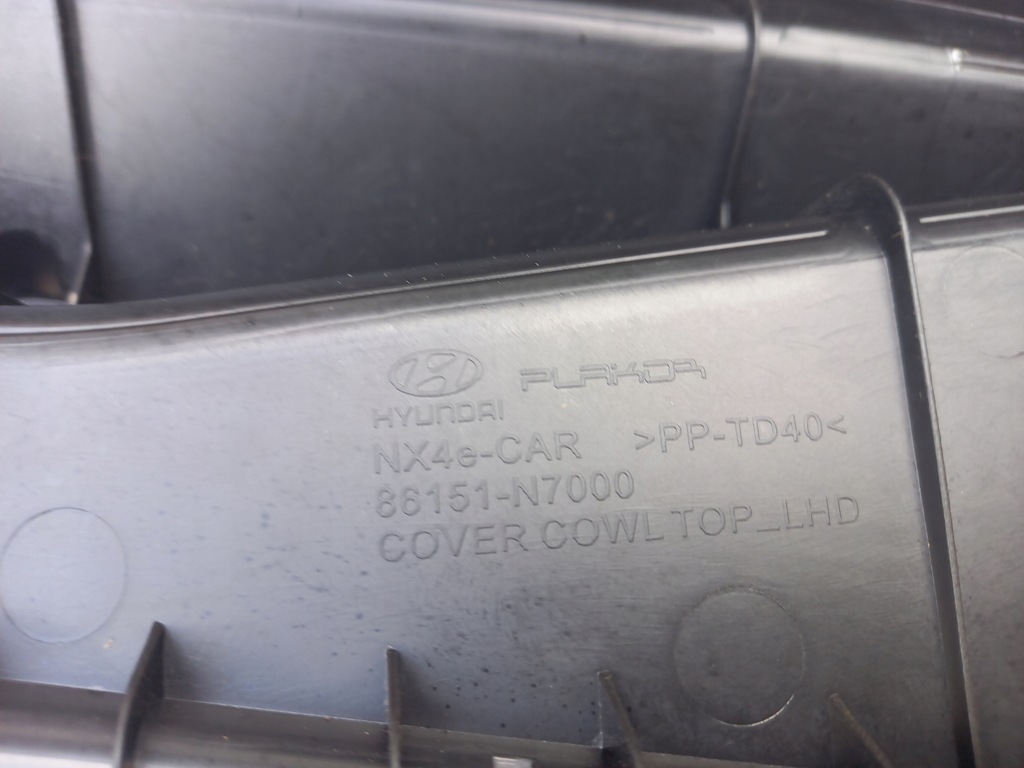 PLAKOR
HYUNDAI
NX4e-CAR >PP-TD40<
86151-N7000
COVER COWL TOP_LHD